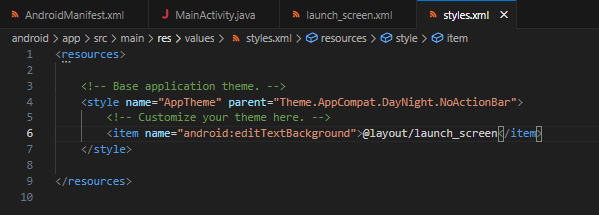 AndroidManifest.xml MainActivity.java launch_screen.xml styles.xml X
android > app > src > main > res > values > styles.xml > resources > style > item
1 <resources>
2
3 <!-- Base application theme. -->
4 <style name="AppTheme" parent="Theme.AppCompat.DayNight.NoActionBar">
5 <!-- Customize your theme here. -->
6 <item name="android:editTextBackground">@layout/launch_screen</item>
7 </style>
8
9 </resources>
10